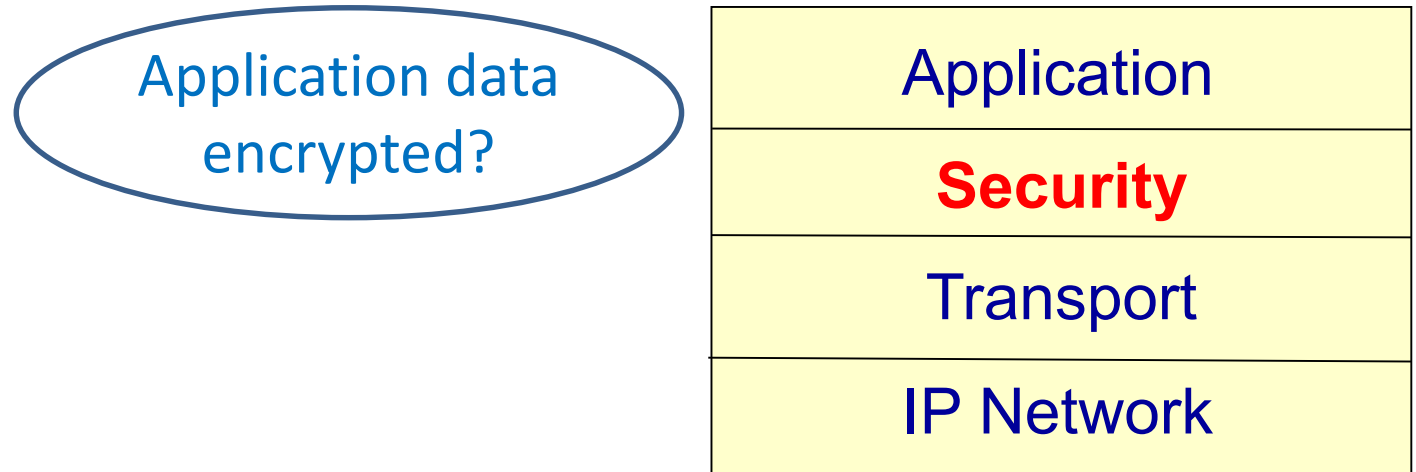 Application data
encrypted?
Application
Security
Transport
IP Network